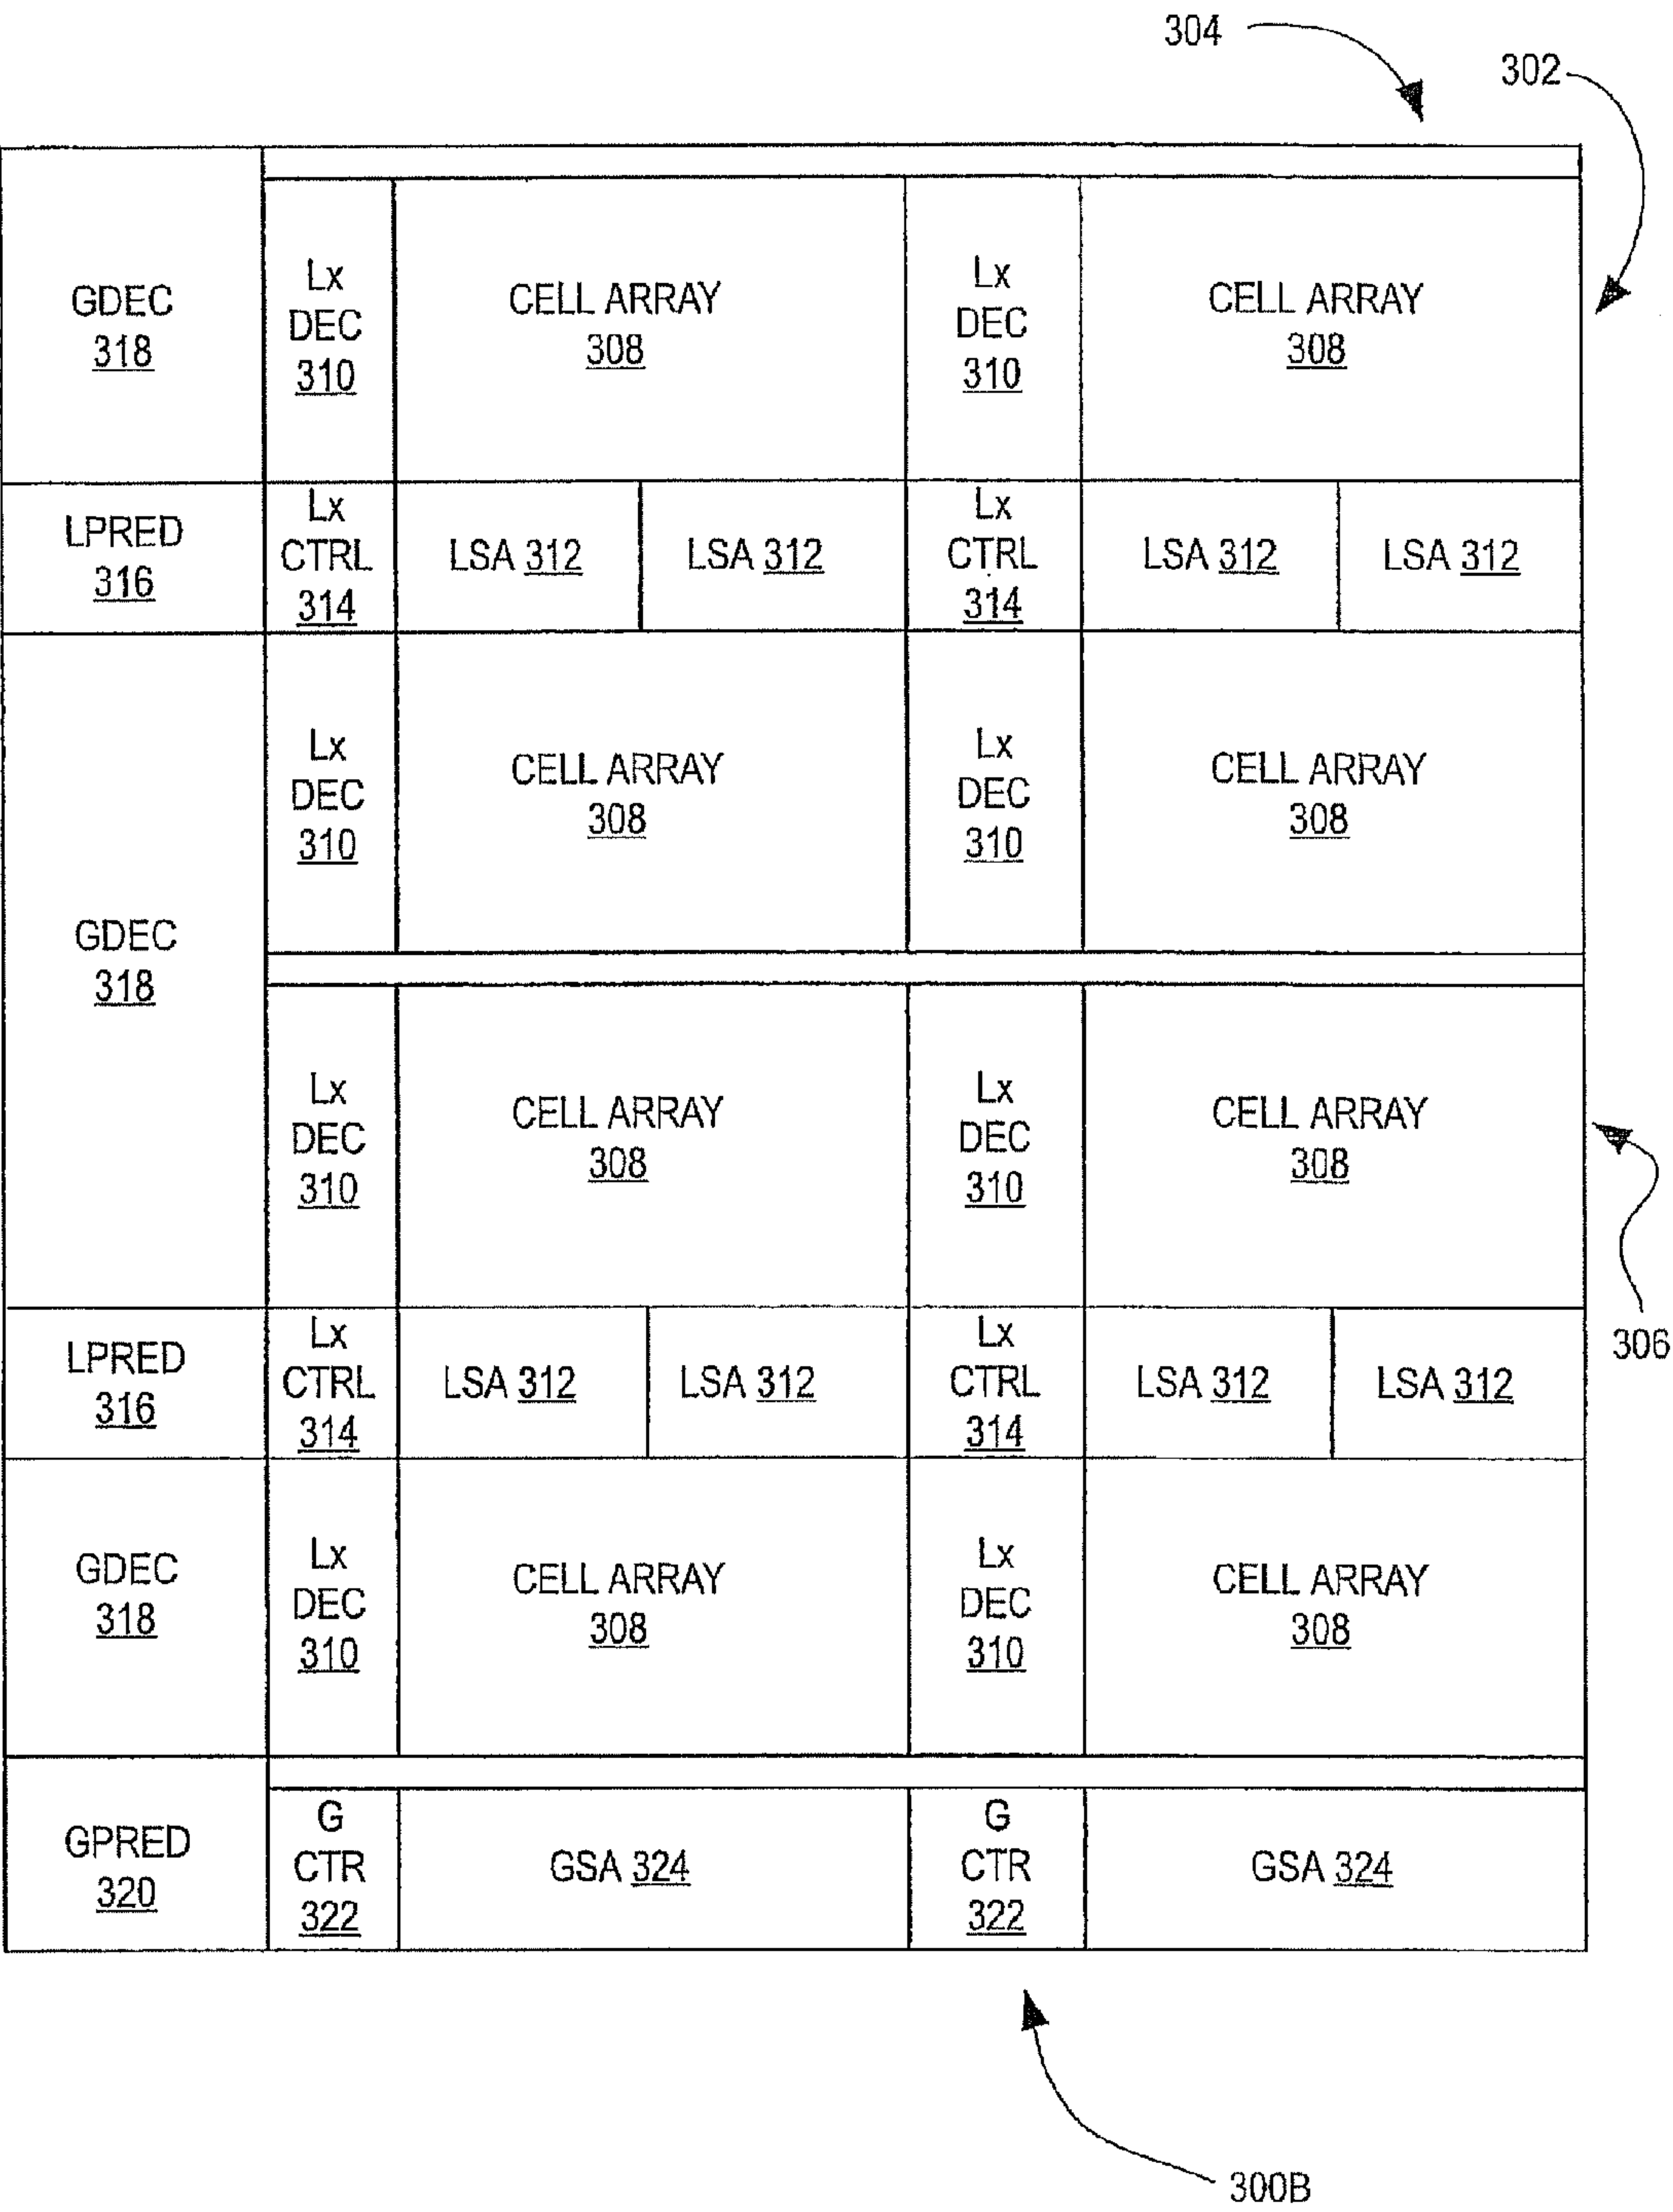 304
302
GDEC
318
Lx
DEC
310
CELL ARRAY
308
Lx
DEC
310
CELL ARRAY
308
LPRED
316
Lx
CTRL
314
LSA 312
LSA 312
Lx
CTRL
314
LSA 312
LSA 312
Lx
DEC
310
CELL ARRAY
308
Lx
DEC
310
CELL ARRAY
308
GDEC
318
Lx
DEC
310
CELL ARRAY
308
Lx
DEC
310
CELL ARRAY
308
306
LPRED
316
Lx
CTRL
314
LSA 312
LSA 312
Lx
CTRL
314
LSA 312
LSA 312
GDEC
318
Lx
DEC
310
CELL ARRAY
308
Lx
DEC
310
CELL ARRAY
308
GPRED
320
G
CTR
322
GSA 324
G
CTR
322
GSA 324
300B